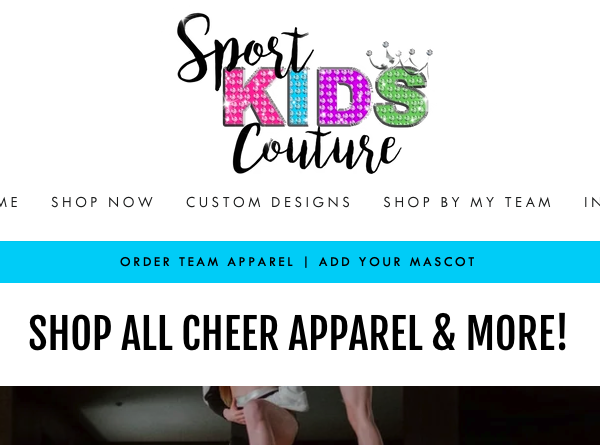 Sport
KIDS
Couture
ME SHOP NOW CUSTOM DESIGNS SHOP BY MY TEAM IN
ORDER TEAM APPAREL | ADD YOUR MASCOT
SHOP ALL CHEER APPAREL & MORE!